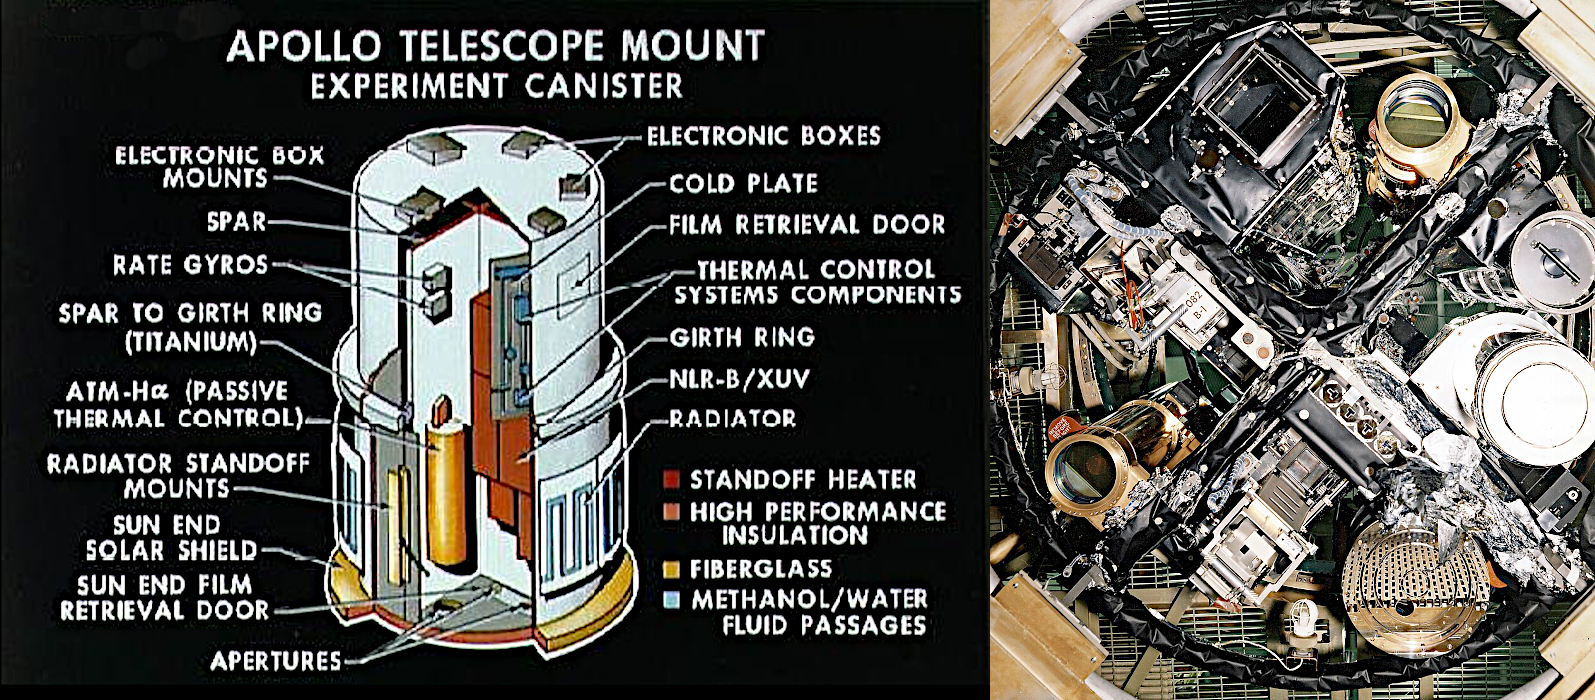 APOLLO TELESCOPE MOUNT
EXPERIMENT CANISTER
ELECTRONIC BOX
MOUNTS
SPAR
RATE GYROS
SPAR TO GIRTH RING
(TITANIUM)
ATM-Hα (PASSIVE
THERMAL CONTROL)
RADIATOR STANDOFF
MOUNTS
SUN END
SOLAR SHIELD
SUN END FILM
RETRIEVAL DOOR
APERTURES
ELECTRONIC BOXES
COLD PLATE
FILM RETRIEVAL DOOR
THERMAL CONTROL
SYSTEMS COMPONENTS
GIRTH RING
NLR-B/XUV
RADIATOR
STANDOFF HEATER
HIGH PERFORMANCE
INSULATION
FIBERGLASS
METHANOL/WATER
FLUID PASSAGES
082
B-1